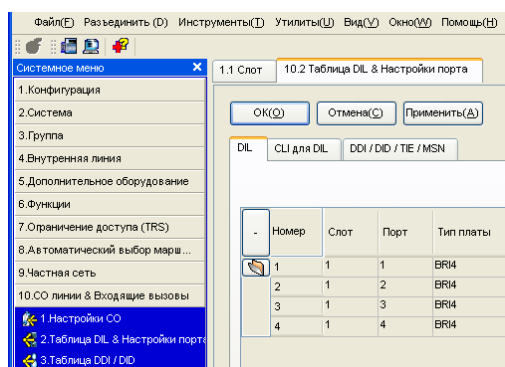 Файл(F) Разъединить (D) Инструменты(T) Утилиты(U) Вид(V) Окно(W) Помощь(H)
Системное меню
1.1 Слот
10.2 Таблица DIL & Настройки порта
1.Конфигурация
2.Система
3.Группа
4.Внутренняя линия
5.Дополнительное оборудование
6.Функции
7.Ограничение доступа (TRS)
8.Автоматический выбор марш...
9.Частная сеть
10.CO линии & Входящие вызовы
1.Настройки CO
2.Таблица DIL & Настройки порта
3.Таблица DDI / DID
OK(O) Отмена(C) Применить(A)
DIL CLI для DIL DDI / DID / TIE / MSN
- Номер Слот Порт Тип платы
1 1 1 BRI4
2 1 2 BRI4
3 1 3 BRI4
4 1 4 BRI4